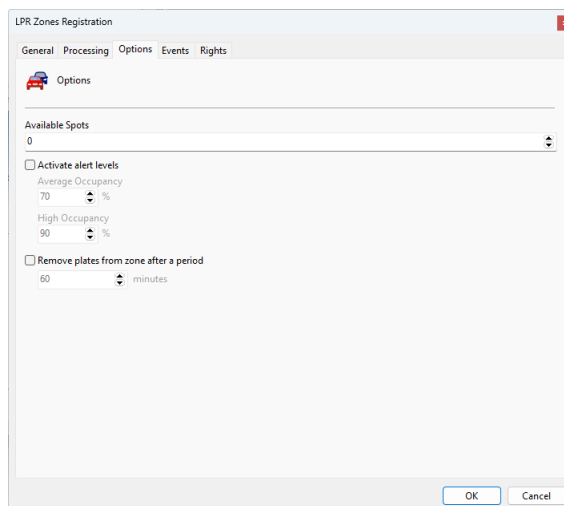 LPR Zones Registration
General Processing Options Events Rights
Options
Available Spots
0
Activate alert levels
Average Occupancy
70 %
High Occupancy
90 %
Remove plates from zone after a period
60 minutes
OK Cancel